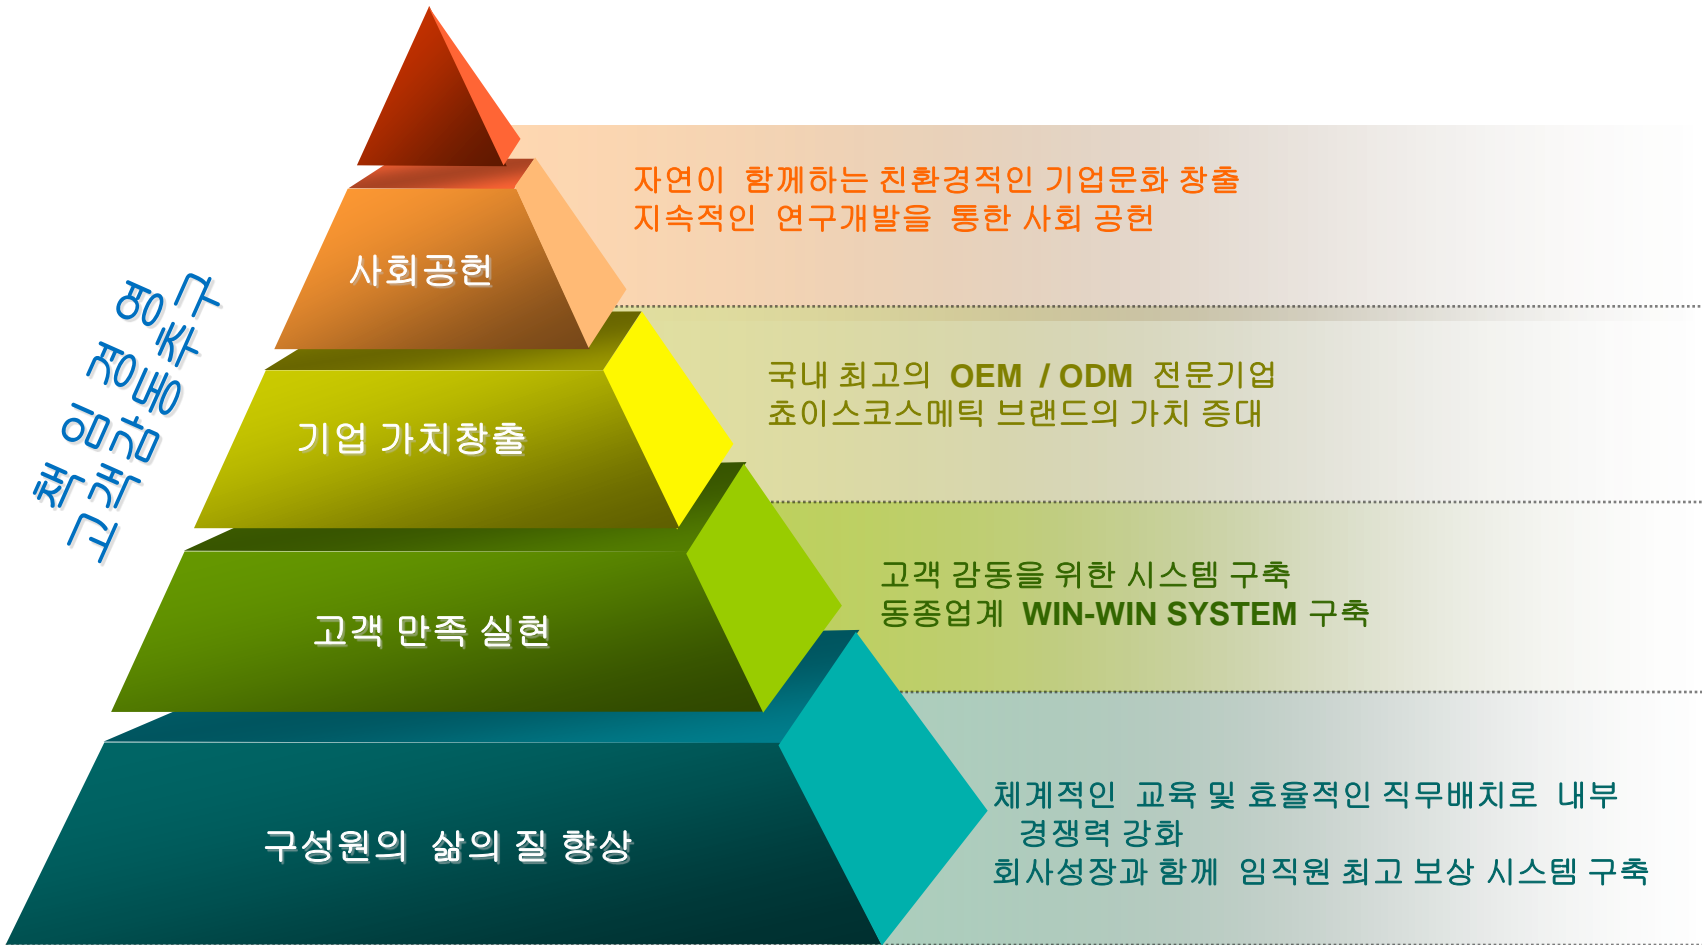 책 임 경 영
고객감동추구
사회공헌
자연이 함께하는 친환경적인 기업문화 창출
지속적인 연구개발을 통한 사회 공헌
기업 가치창출
국내 최고의 OEM / ODM 전문기업
쵸이스코스메틱 브랜드의 가치 증대
고객 만족 실현
고객 감동을 위한 시스템 구축
동종업계 WIN-WIN SYSTEM 구축
구성원의 삶의 질 향상
체계적인 교육 및 효율적인 직무배치로 내부
경쟁력 강화
회사성장과 함께 임직원 최고 보상 시스템 구축